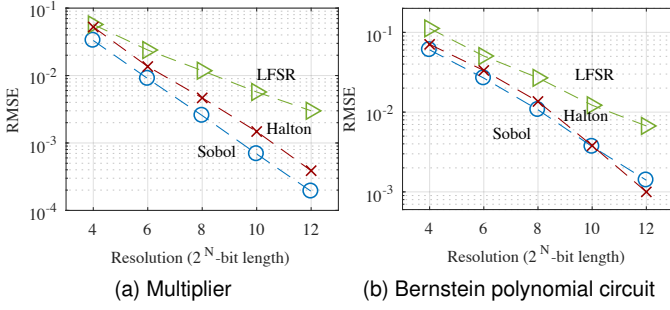 10^-1
10^-2
10^-3
10^-4
RMSE
LFSR
Halton
Sobol
4 6 8 10 12
Resolution (2^N-bit length)
(a) Multiplier
10^-1
10^-2
10^-3
RMSE
LFSR
Halton
Sobol
4 6 8 10 12
Resolution (2^N-bit length)
(b) Bernstein polynomial circuit